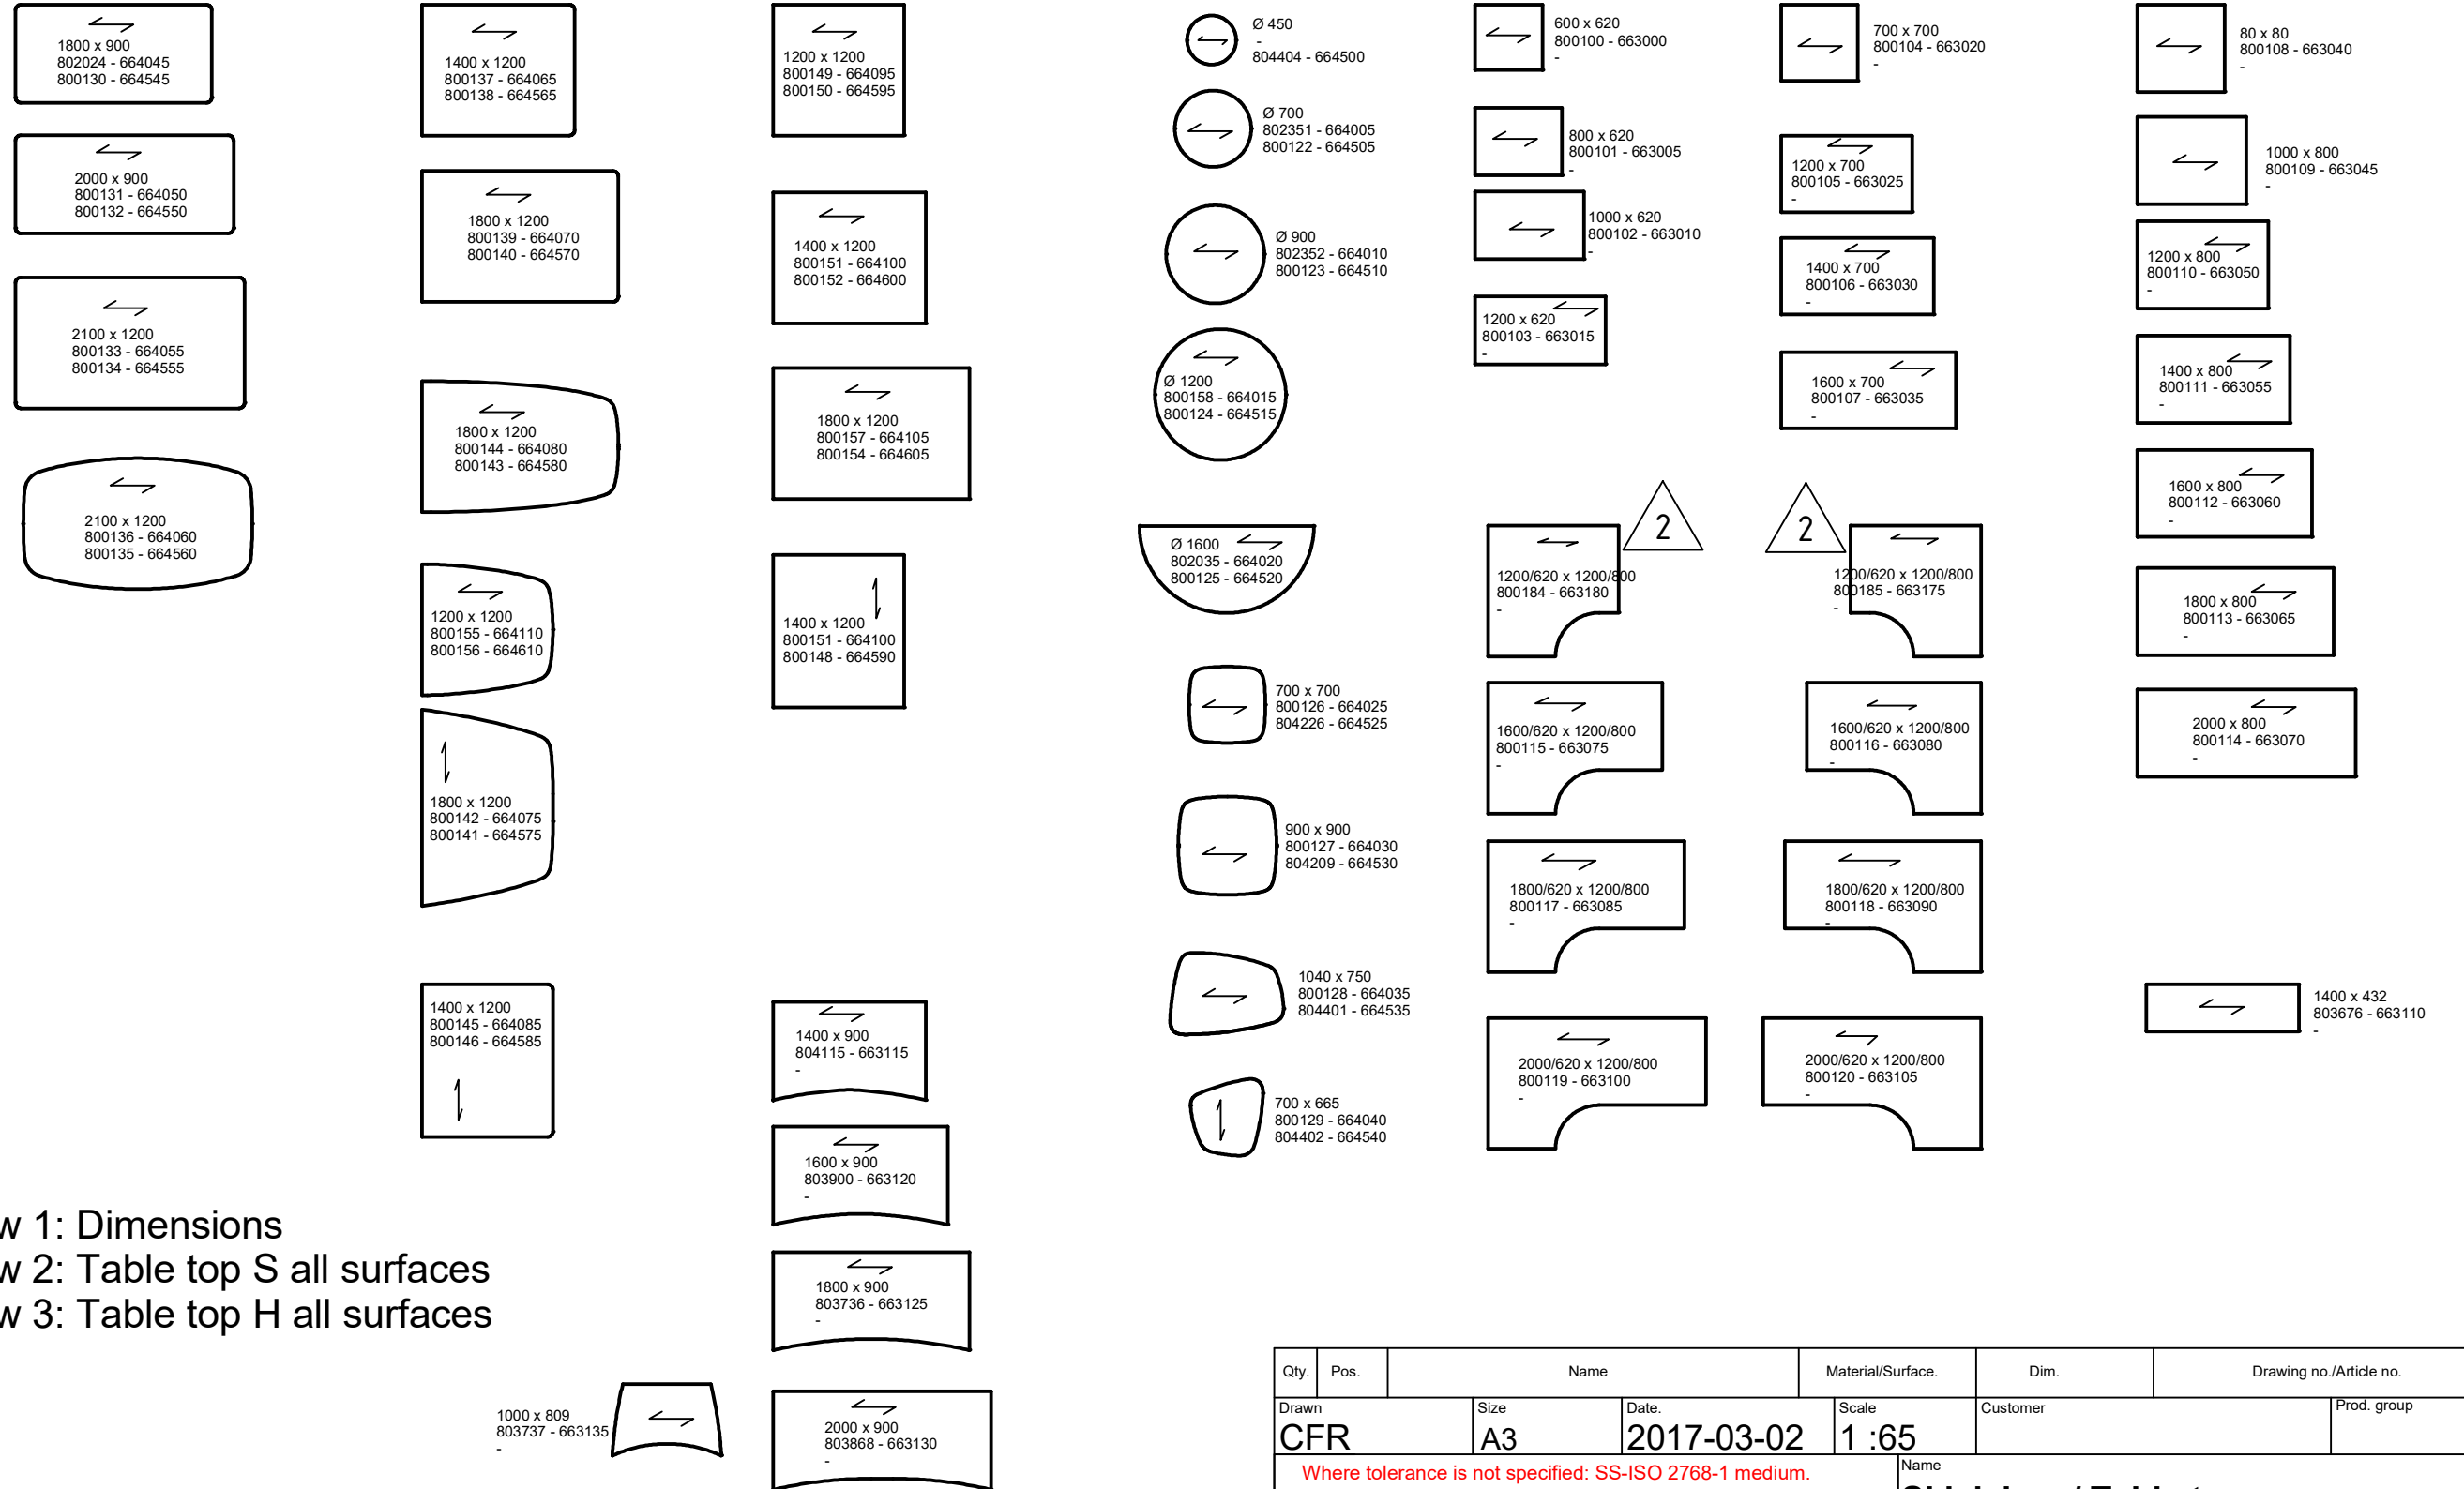 1800 x 900
802024 - 664045
800130 - 664545
2000 x 900
800131 - 664050
800132 - 664550
2100 x 1200
800133 - 664055
800134 - 664555
2100 x 1200
800136 - 664060
800135 - 664560
1400 x 1200
800137 - 664065
800138 - 664565
1800 x 1200
800139 - 664070
800140 - 664570
1800 x 1200
800144 - 664080
800143 - 664580
1200 x 1200
800155 - 664110
800156 - 664610
1800 x 1200
800142 - 664075
800141 - 664575
1400 x 1200
800145 - 664085
800146 - 664585
1200 x 1200
800149 - 664095
800150 - 664595
1400 x 1200
800151 - 664100
800152 - 664600
1800 x 1200
800157 - 664105
800154 - 664605
1400 x 1200
800151 - 664100
800148 - 664590
1400 x 900
804115 - 663115
-
1600 x 900
803900 - 663120
-
1800 x 900
803736 - 663125
-
2000 x 900
803868 - 663130
-
1000 x 809
803737 - 663135
-
Ø 450
-
804404 - 664500
Ø 700
802351 - 664005
800122 - 664505
Ø 900
802352 - 664010
800123 - 664510
Ø 1200
800158 - 664015
800124 - 664515
Ø 1600
802035 - 664020
800125 - 664520
700 x 700
800126 - 664025
804226 - 664525
900 x 900
800127 - 664030
804209 - 664530
1040 x 750
800128 - 664035
804401 - 664535
700 x 665
800129 - 664040
804402 - 664540
600 x 620
800100 - 663000
-
800 x 620
800101 - 663005
-
1000 x 620
800102 - 663010
-
1200 x 620
800103 - 663015
-
2
1200/620 x 1200/800
800184 - 663180
-
1600/620 x 1200/800
800115 - 663075
-
1800/620 x 1200/800
800117 - 663085
-
2000/620 x 1200/800
800119 - 663100
-
700 x 700
800104 - 663020
-
1200 x 700
800105 - 663025
-
1400 x 700
800106 - 663030
-
1600 x 700
800107 - 663035
-
2
1200/620 x 1200/800
800185 - 663175
-
1600/620 x 1200/800
800116 - 663080
-
1800/620 x 1200/800
800118 - 663090
-
2000/620 x 1200/800
800120 - 663105
-
80 x 80
800108 - 663040
-
1000 x 800
800109 - 663045
-
1200 x 800
800110 - 663050
-
1400 x 800
800111 - 663055
-
1600 x 800
800112 - 663060
-
1800 x 800
800113 - 663065
-
2000 x 800
800114 - 663070
-
1400 x 432
803676 - 663110
-
w 1: Dimensions
w 2: Table top S all surfaces
w 3: Table top H all surfaces
Qty. Pos. Name Material/Surface. Dim. Drawing no./Article no.
Drawn Size Date. Scale Customer Prod. group
CFR A3 2017-03-02 1 :65
Where tolerance is not specified: SS-ISO 2768-1 medium.
Name